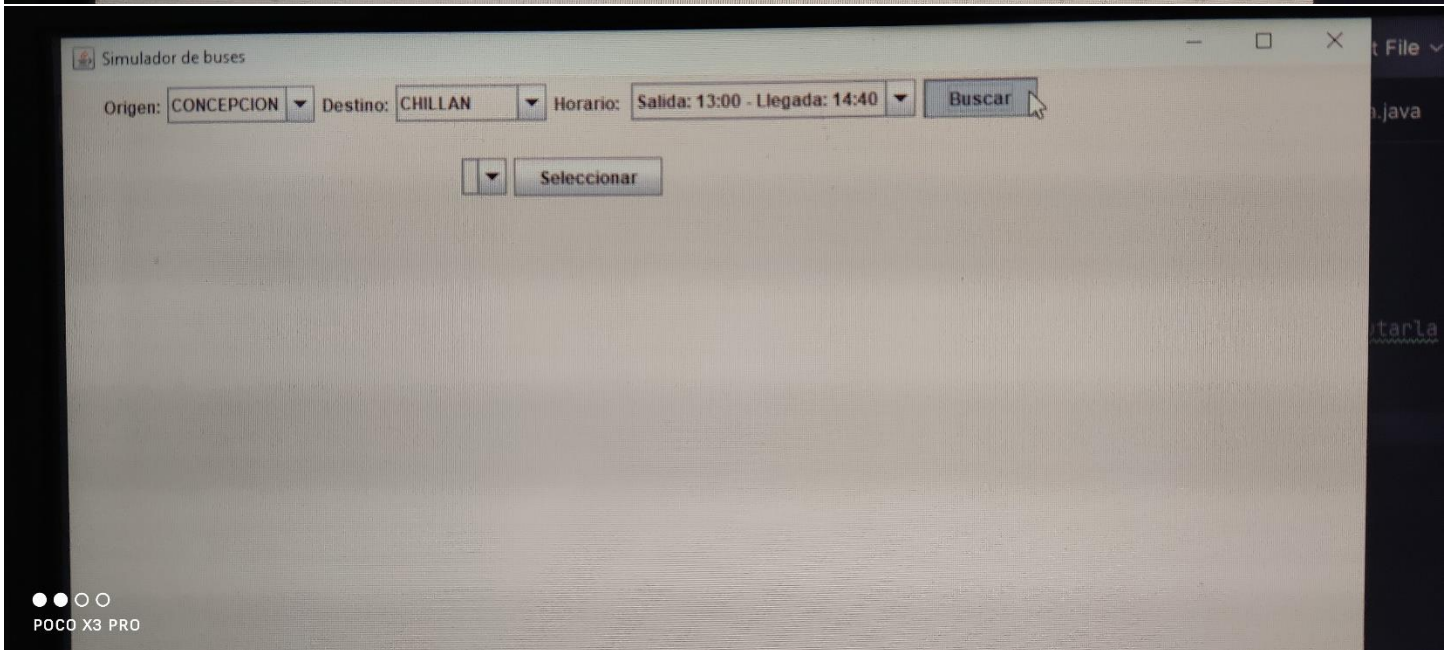 Simulador de buses
t File
Origen: CONCEPCION Destino: CHILLAN Horario: Salida: 13:00 - Llegada: 14:40 Buscar
.java
Seleccionar
tarla
POCO X3 PRO